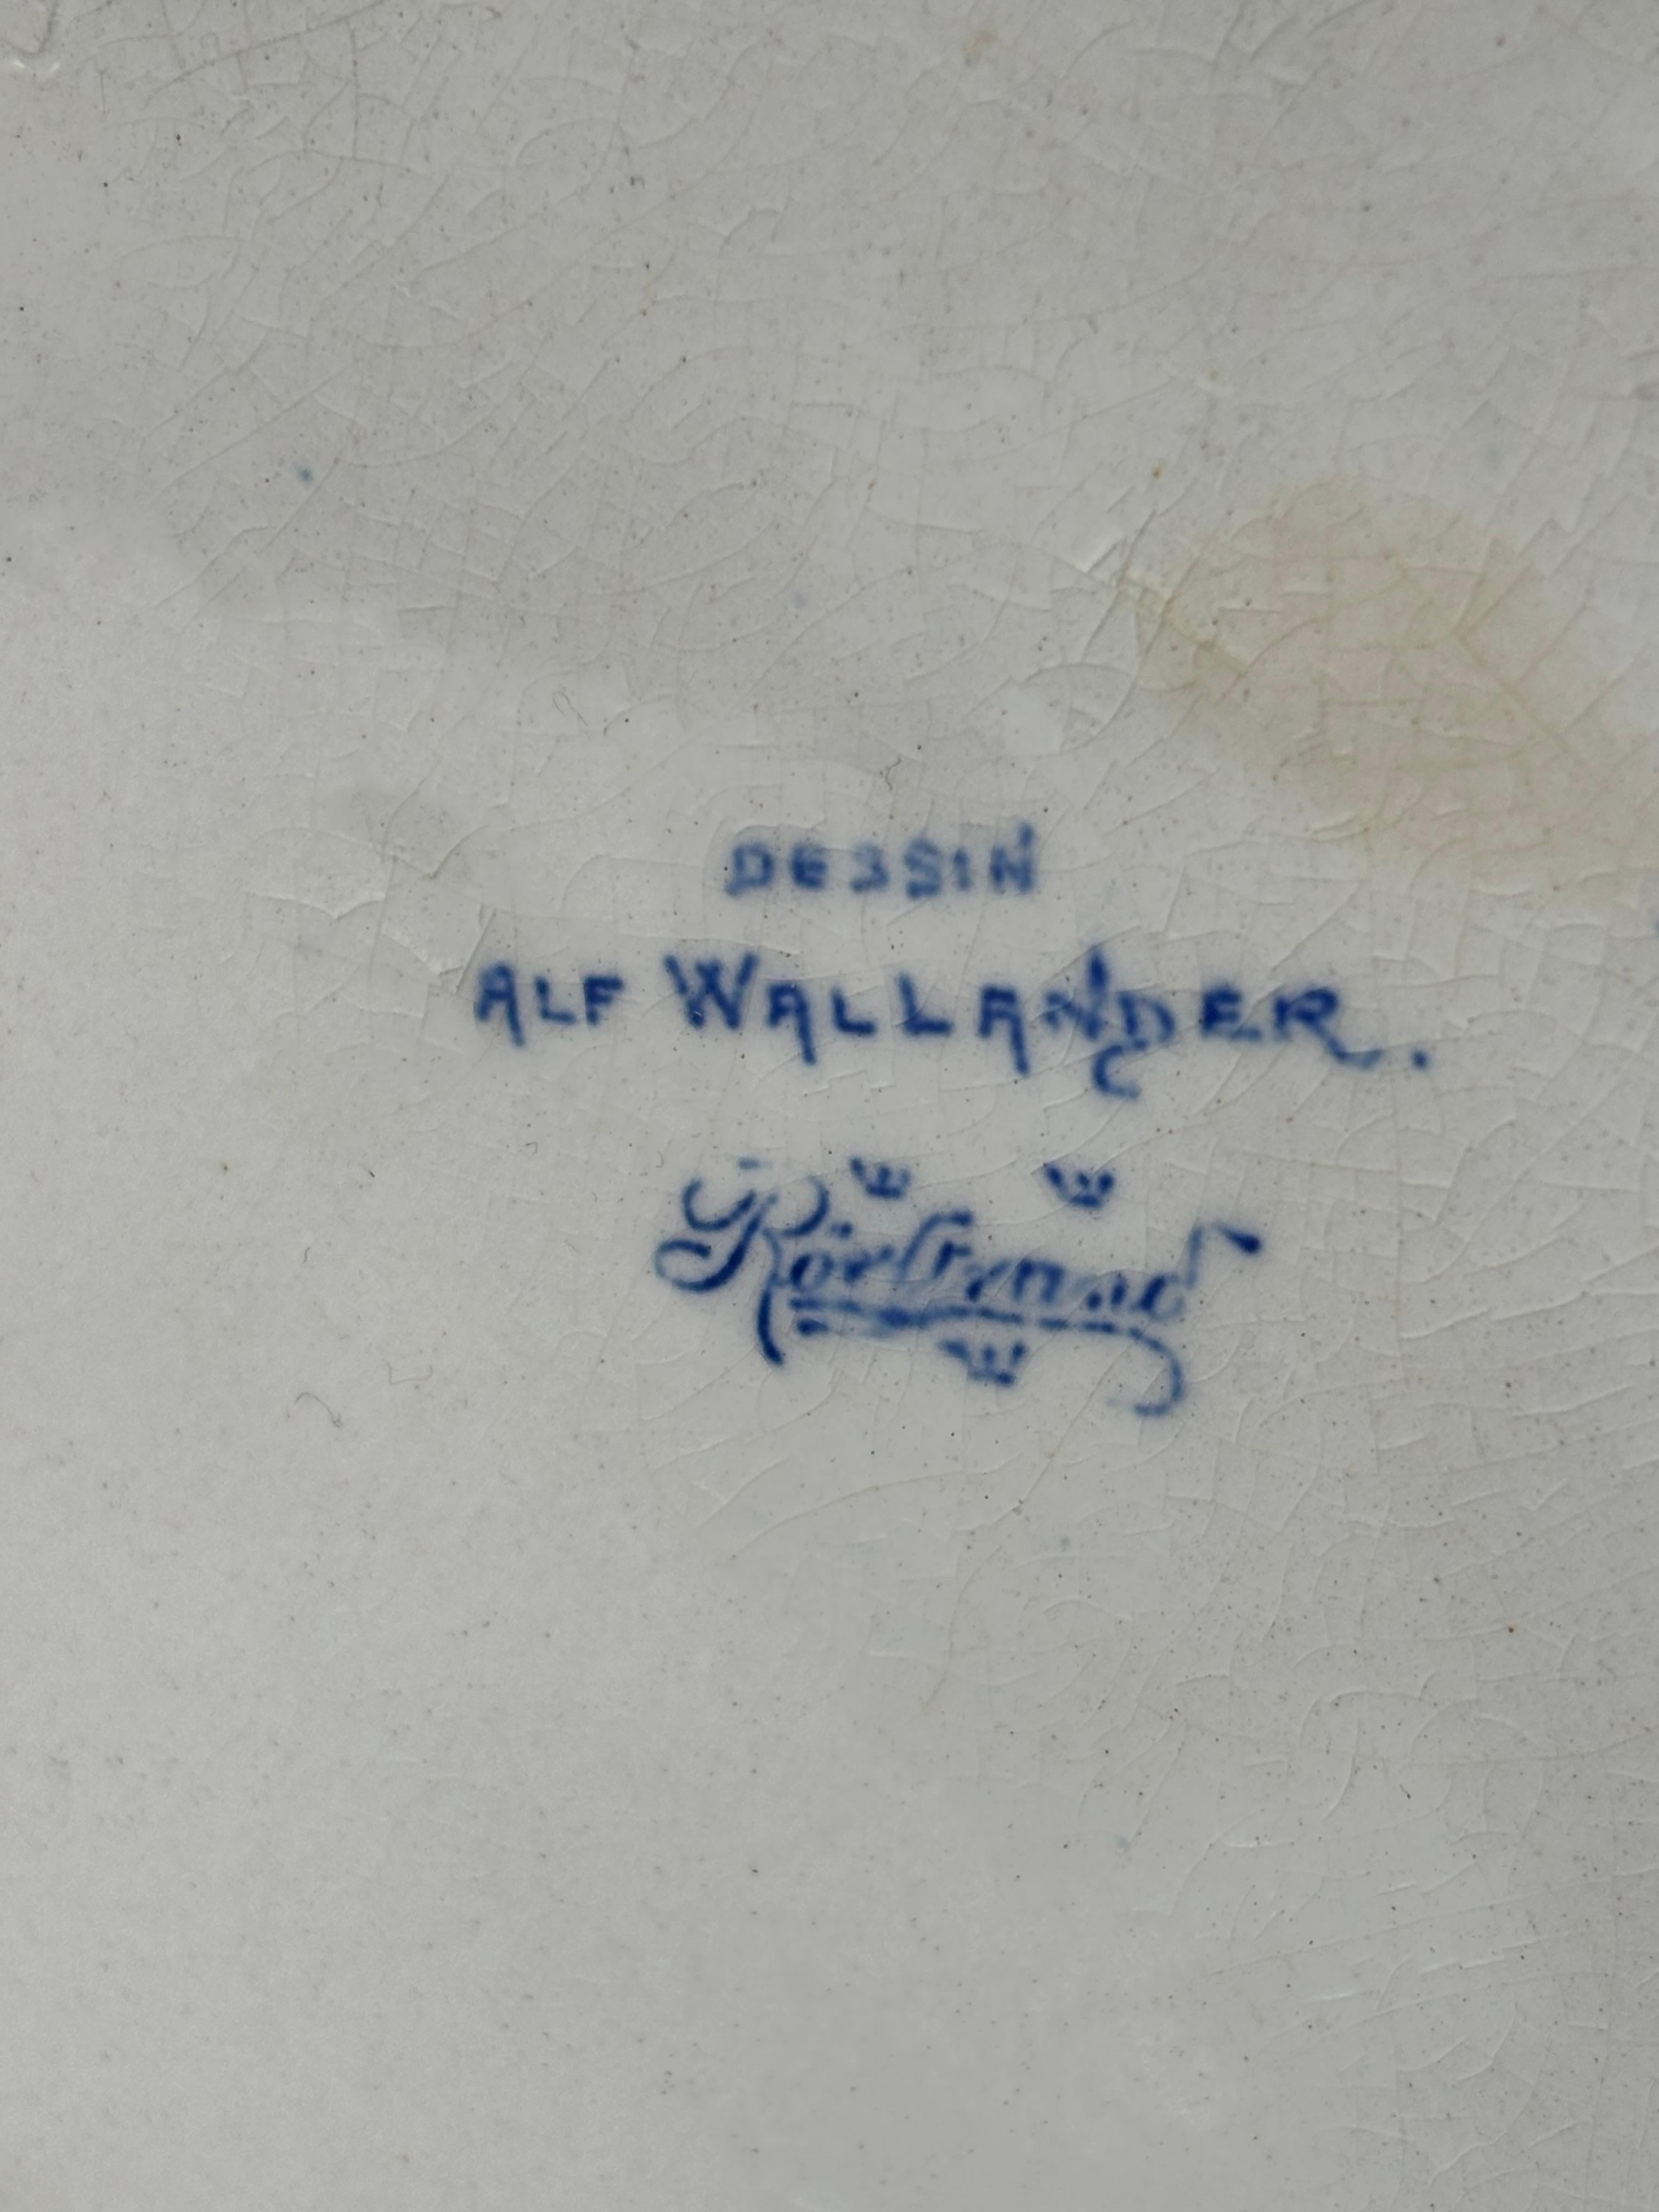 DESSIN
ALF WALLANDER.
Rörstrand